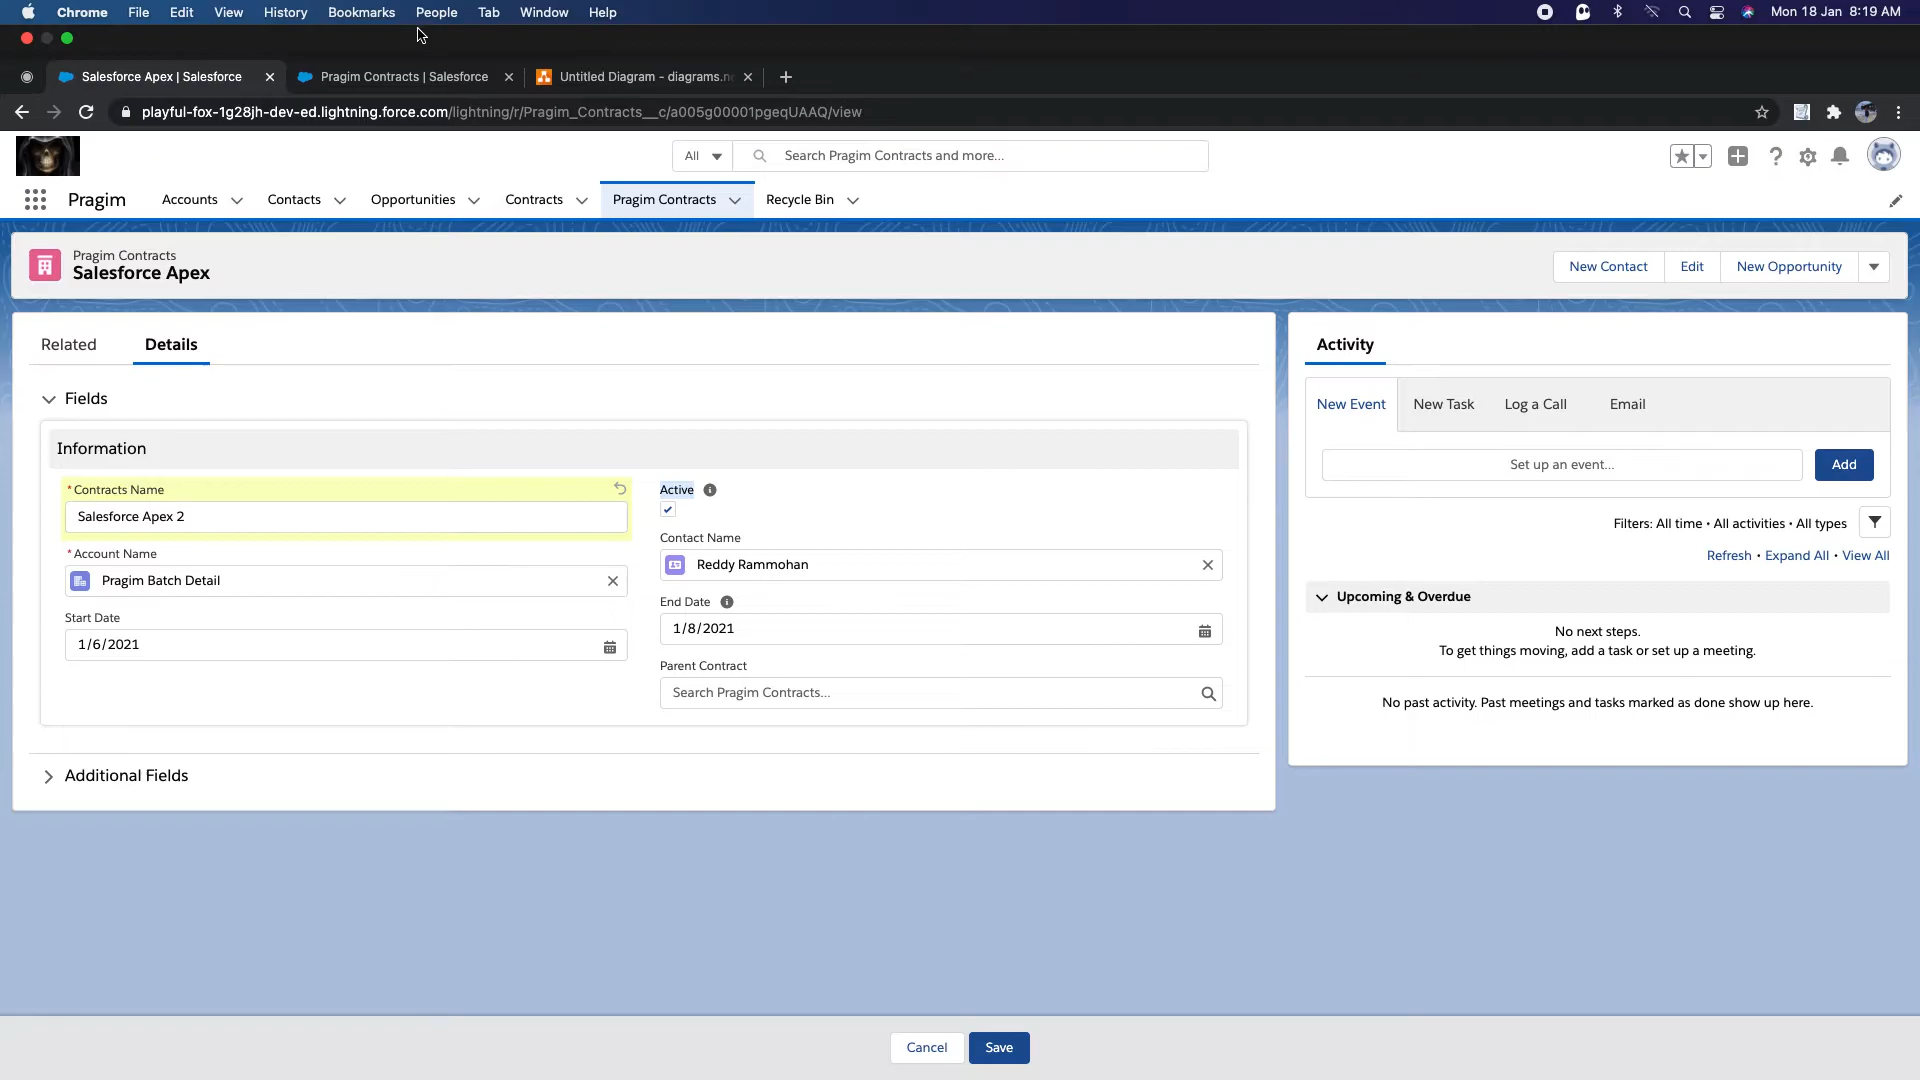 Chrome File Edit View History Bookmarks People Tab Window Help Mon 18 Jan 8:19 AM
Salesforce Apex | Salesforce Pragim Contracts | Salesforce Untitled Diagram - diagrams.n
playful-fox-1g28jh-dev-ed.lightning.force.com/lightning/r/Pragim_Contracts__c/a005g00001pgeqUAAQ/view
All Search Pragim Contracts and more...
Pragim Accounts Contacts Opportunities Contracts Pragim Contracts Recycle Bin
Pragim Contracts
Salesforce Apex
New Contact Edit New Opportunity
Related Details
Fields
Information
*Contracts Name
Salesforce Apex 2
*Account Name
Pragim Batch Detail
Start Date
1/6/2021
Active
Contact Name
Reddy Rammohan
End Date
1/8/2021
Parent Contract
Search Pragim Contracts...
Additional Fields
Activity
New Event New Task Log a Call Email
Set up an event... Add
Filters: All time • All activities • All types
Refresh • Expand All • View All
Upcoming & Overdue
No next steps.
To get things moving, add a task or set up a meeting.
No past activity. Past meetings and tasks marked as done show up here.
Cancel Save